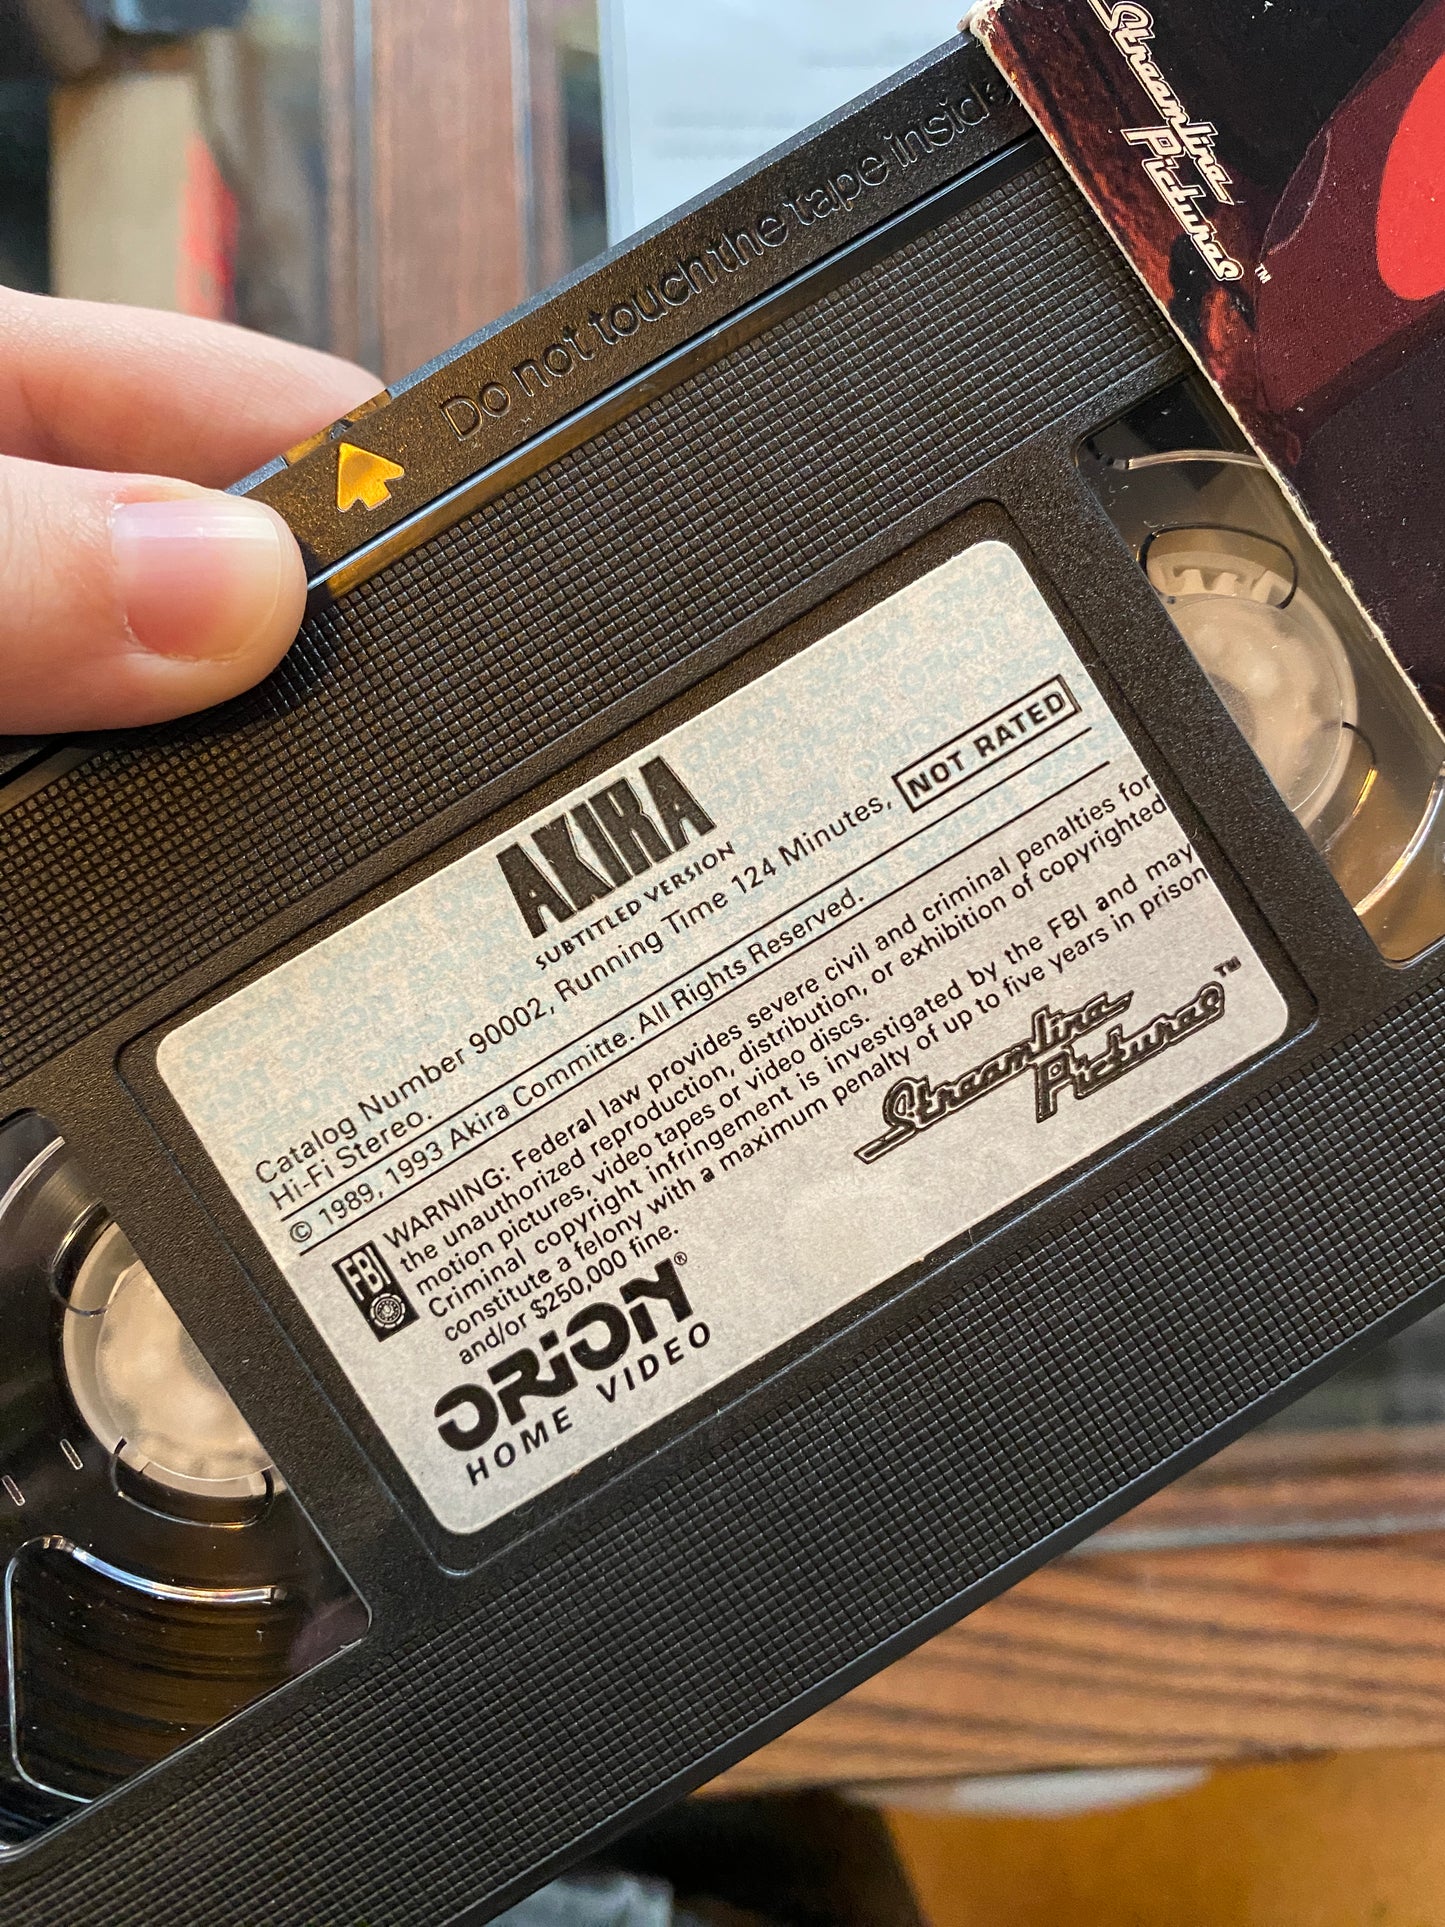 Streamline
Pictures™
Do not touch the tape inside
AKIRA
SUBTITLED VERSION
Catalog Number 90002, Running Time 124 Minutes, NOT RATED
Hi-Fi Stereo.
© 1989, 1993 Akira Committe. All Rights Reserved.
FBI
WARNING: Federal law provides severe civil and criminal penalties for
the unauthorized reproduction, distribution, or exhibition of copyrighted
motion pictures, video tapes or video discs.
Criminal copyright infringement is investigated by the FBI and may
constitute a felony with a maximum penalty of up to five years in prison
and/or $250,000 fine.
Streamline
Pictures™
ORION®
HOME VIDEO